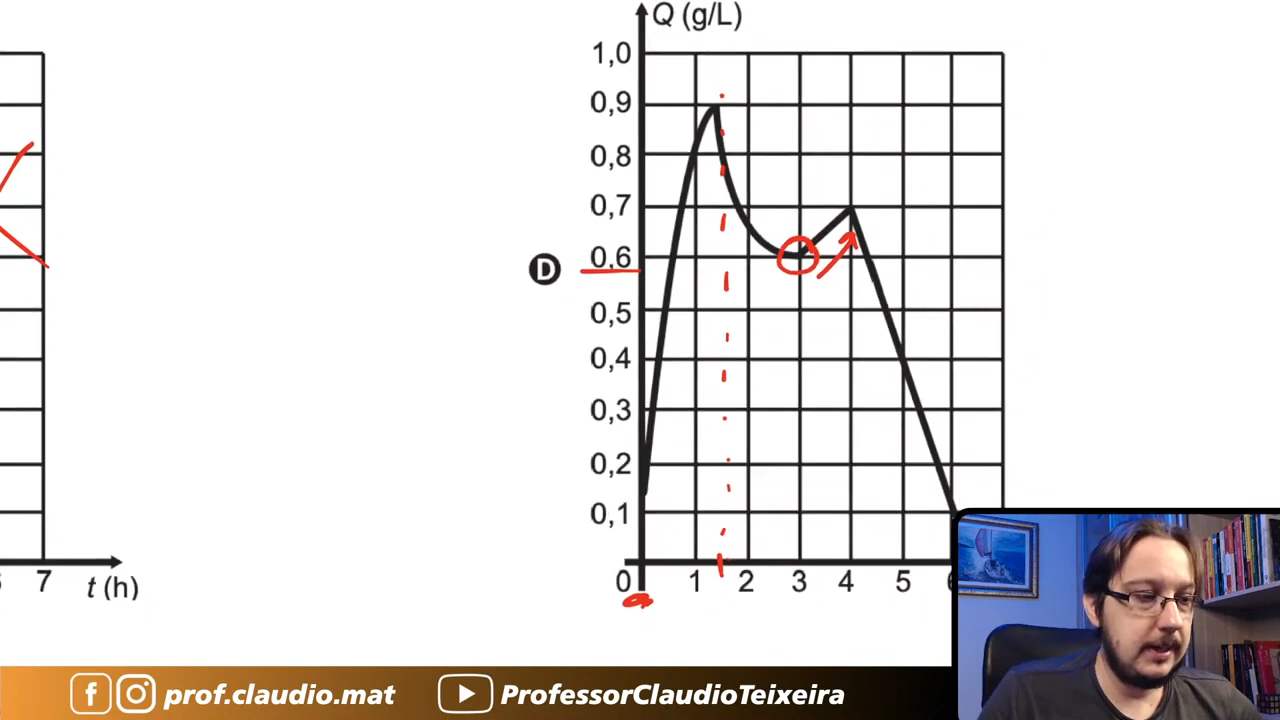 Q (g/L)
1,0
0,9
0,8
0,7
0,6
0,5
0,4
0,3
0,2
0,1
D
0 1 2 3 4 5
7 t (h)
f prof.claudio.mat ProfessorClaudioTeixeira